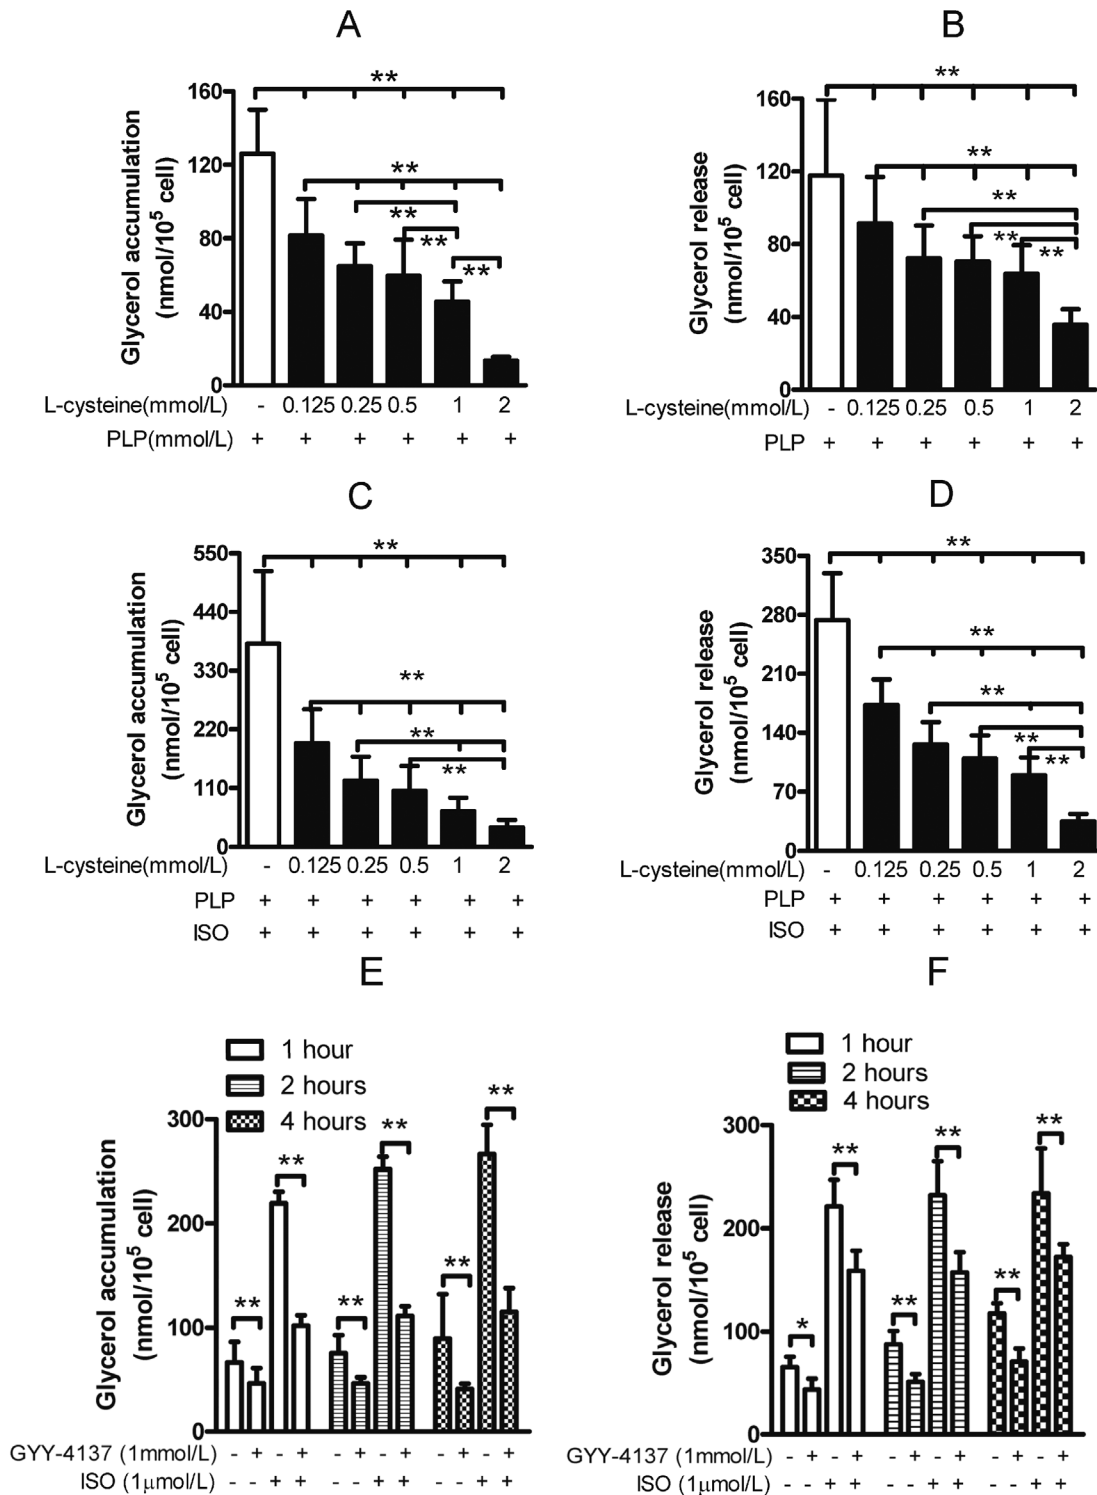 A
B
**
160
120
80
40
0
Glycerol accumulation
(nmol/10⁵ cell)
**
**
**
**
L-cysteine(mmol/L) - 0.125 0.25 0.5 1 2
PLP(mmol/L) + + + + + +
**
160
120
80
40
0
Glycerol release
(nmol/10⁵ cell)
**
**
**
**
L-cysteine(mmol/L) - 0.125 0.25 0.5 1 2
PLP + + + + + +
C
D
**
550
440
330
220
110
0
Glycerol accumulation
(nmol/10⁵ cell)
**
**
**
L-cysteine(mmol/L) - 0.125 0.25 0.5 1 2
PLP + + + + + +
ISO + + + + + +
**
350
280
210
140
70
0
Glycerol release
(nmol/10⁵ cell)
**
**
**
**
L-cysteine(mmol/L) - 0.125 0.25 0.5 1 2
PLP + + + + + +
ISO + + + + + +
E
F
1 hour
2 hours
4 hours
300
200
100
0
Glycerol accumulation
(nmol/10⁵ cell)
**
**
**
**
**
**
GYY-4137 (1mmol/L) - + - + - + - + - + - +
ISO (1μmol/L) - - + + - - + + - - + +
1 hour
2 hours
4 hours
300
200
100
0
Glycerol release
(nmol/10⁵ cell)
*
**
**
**
**
**
GYY-4137 (1mmol/L) - + - + - + - + - + - +
ISO (1μmol/L) - - + + - - + + - - + +